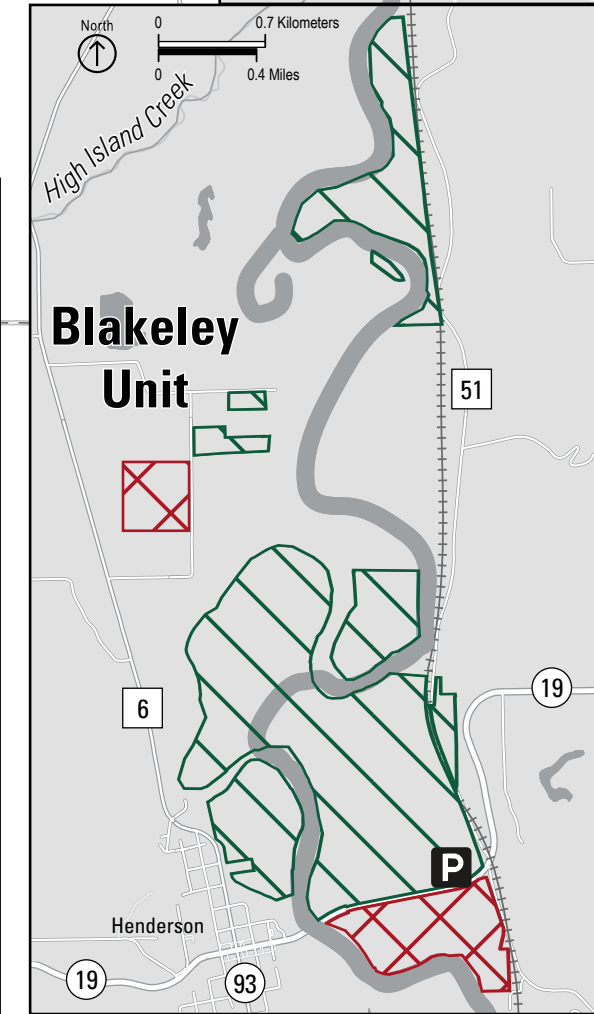 North
0 0.7 Kilometers
0 0.4 Miles
High Island Creek
Blakeley
Unit
51
6
19
P
Henderson
19
93